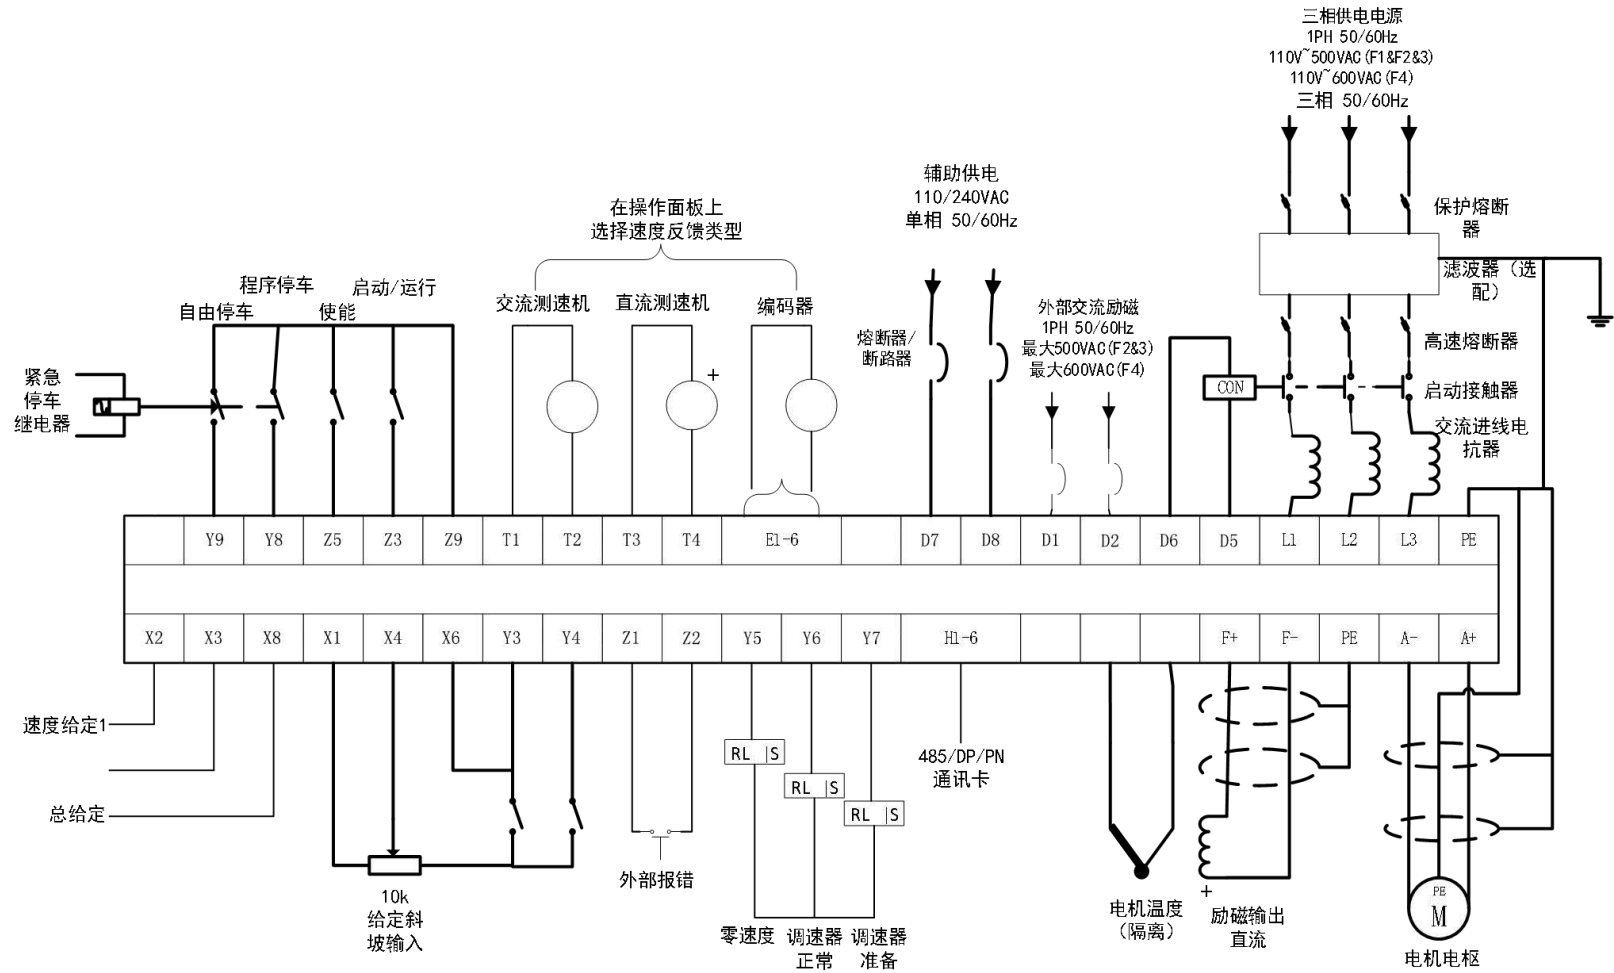 三相供电电源
1PH 50/60Hz
110V~500VAC(F1&F2&3)
110V~600VAC(F4)
三相 50/60Hz
保护熔断
器
滤波器（选
配）
高速熔断器
启动接触器
交流进线电
抗器
辅助供电
110/240VAC
单相 50/60Hz
熔断器/
断路器
外部交流励磁
1PH 50/60Hz
最大500VAC(F2&3)
最大600VAC(F4)
CON
在操作面板上
选择速度反馈类型
交流测速机
直流测速机
编码器
+
程序停车
启动/运行
自由停车
使能
紧急
停车
继电器
Y9 Y8 Z5 Z3 Z9 T1 T2 T3 T4 E1-6 D7 D8 D1 D2 D6 D5 L1 L2 L3 PE
X2 X3 X8 X1 X4 X6 Y3 Y4 Z1 Z2 Y5 Y6 Y7 H1-6 F+ F- PE A- A+
速度给定1
总给定
10k
给定斜
坡输入
外部报错
RL |S
RL |S
RL |S
零速度
调速器
正常
调速器
准备
485/DP/PN
通讯卡
电机温度
（隔离）
+
励磁输出
直流
PE
M
电机电枢